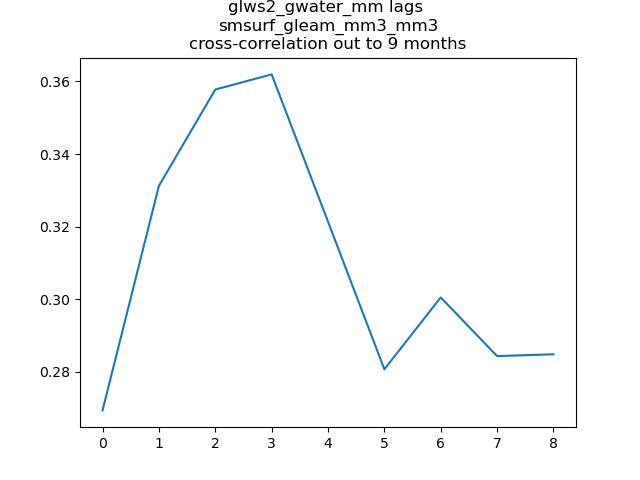 glws2_gwater_mm lags
smsurf_gleam_mm3_mm3
cross-correlation out to 9 months
0.36
0.34
0.32
0.30
0.28
0 1 2 3 4 5 6 7 8